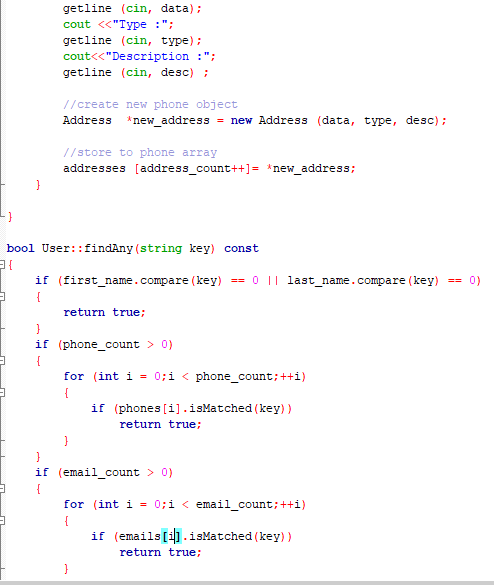 getline (cin, data);
cout <<"Type :";
getline (cin, type);
cout<<"Description :";
getline (cin, desc) ;
//create new phone object
Address  *new_address = new Address (data, type, desc);
//store to phone array
addresses [address_count++]= *new_address;
}
}
bool User::findAny(string key) const
{
if (first_name.compare(key) == 0 || last_name.compare(key) == 0)
{
return true;
}
if (phone_count > 0)
{
for (int i = 0;i < phone_count;++i)
{
if (phones[i].isMatched(key))
return true;
}
}
if (email_count > 0)
{
for (int i = 0;i < email_count;++i)
{
if (emails[i].isMatched(key))
return true;
}